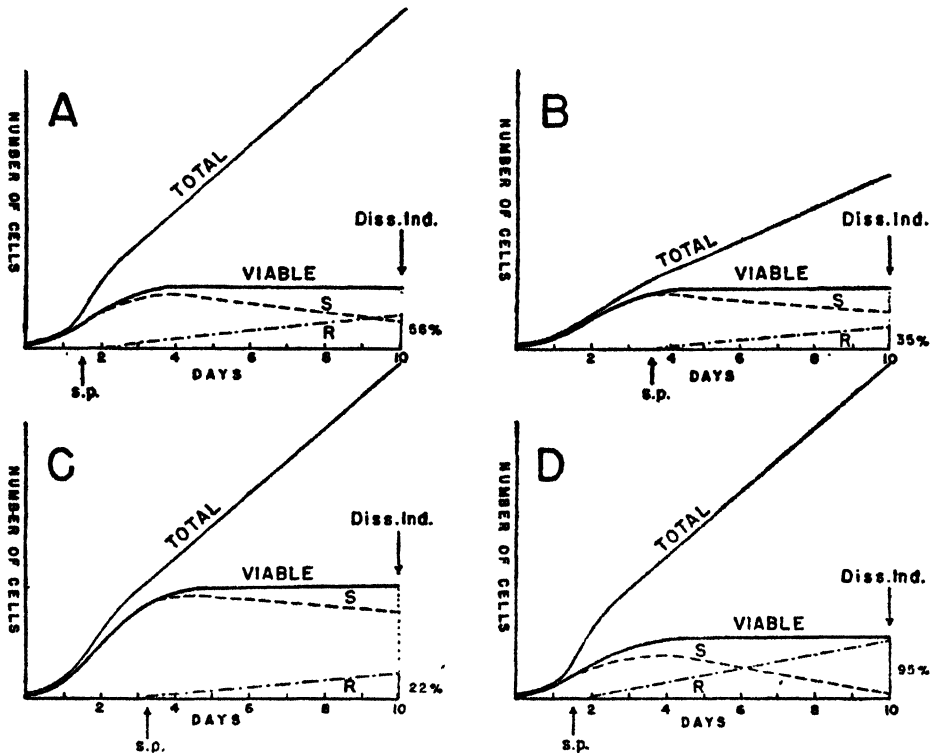 A
NUMBER OF CELLS
TOTAL
Diss.Ind.
VIABLE
S
R
56%
2 4 6 8 10
DAYS
s.p.
B
NUMBER OF CELLS
TOTAL
Diss.Ind.
VIABLE
S
R
35%
2 4 6 8 10
DAYS
s.p.
C
NUMBER OF CELLS
TOTAL
Diss.Ind.
VIABLE
S
R
22%
2 4 6 8 10
DAYS
s.p.
D
NUMBER OF CELLS
TOTAL
Diss.Ind.
VIABLE
S
R
95%
2 4 6 8 10
DAYS
s.p.